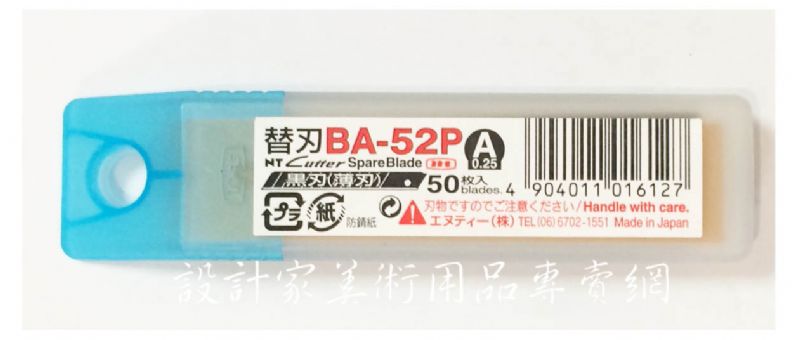 替刃 BA-52P A 0.25
NT Cutter SpareBlade
黒刃(薄刃) 50枚入 blades.
4 904011 016127
プラ 紙 防錆紙
刃物ですのでご注意ください/Handle with care.
エヌティー(株) TEL(06)6702-1551 Made in Japan
設計家美術用品專賣網